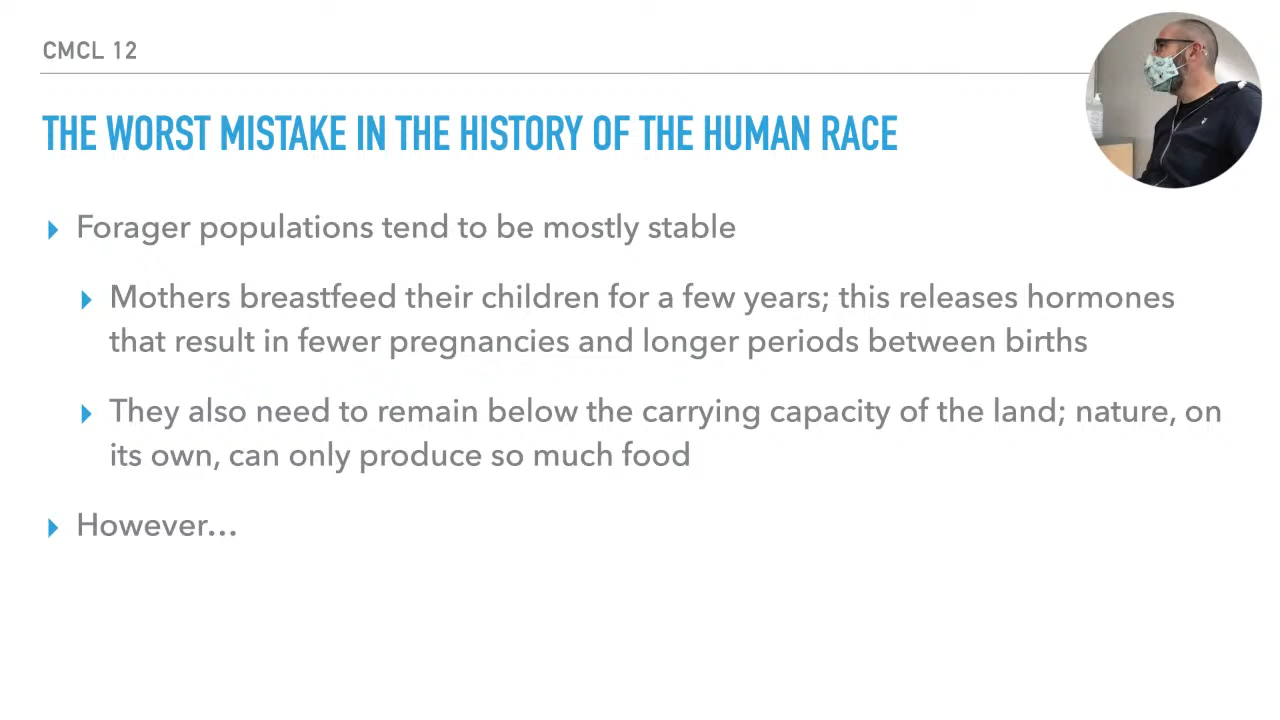 CMCL 12
THE WORST MISTAKE IN THE HISTORY OF THE HUMAN RACE
Forager populations tend to be mostly stable
Mothers breastfeed their children for a few years; this releases hormones
that result in fewer pregnancies and longer periods between births
They also need to remain below the carrying capacity of the land; nature, on
its own, can only produce so much food
However…